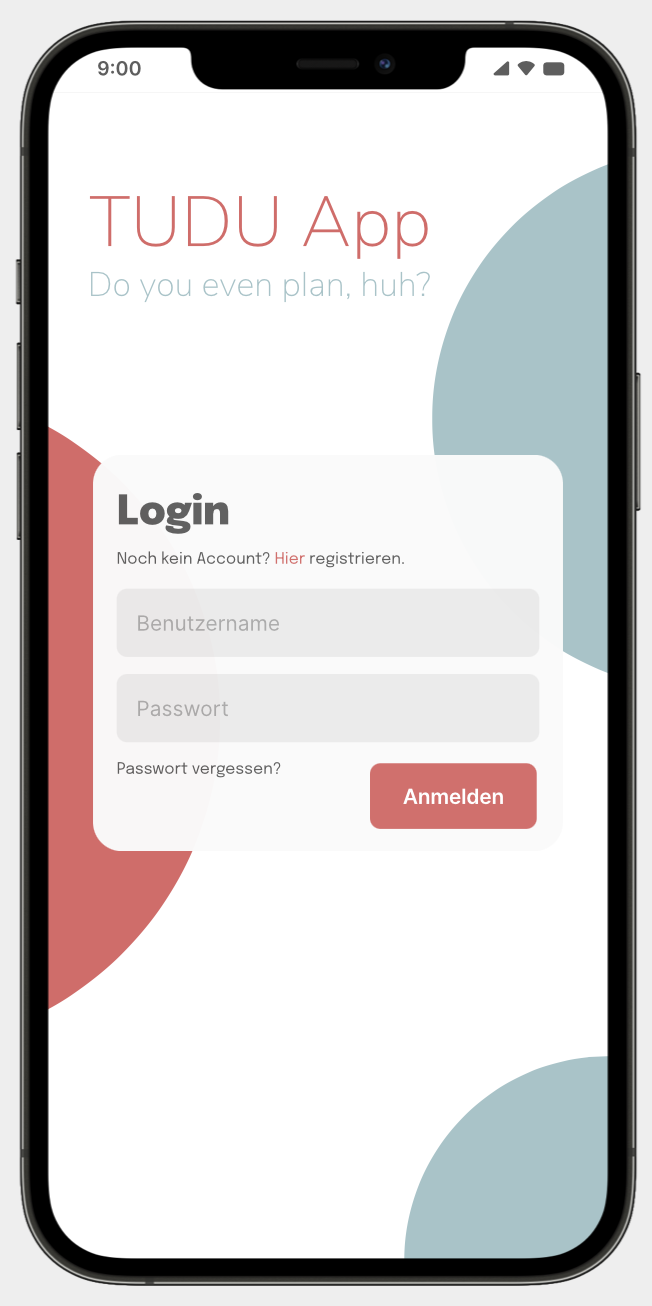 9:00
TUDU App
Do you even plan, huh?
Login
Noch kein Account? Hier registrieren.
Benutzername
Passwort
Passwort vergessen?
Anmelden